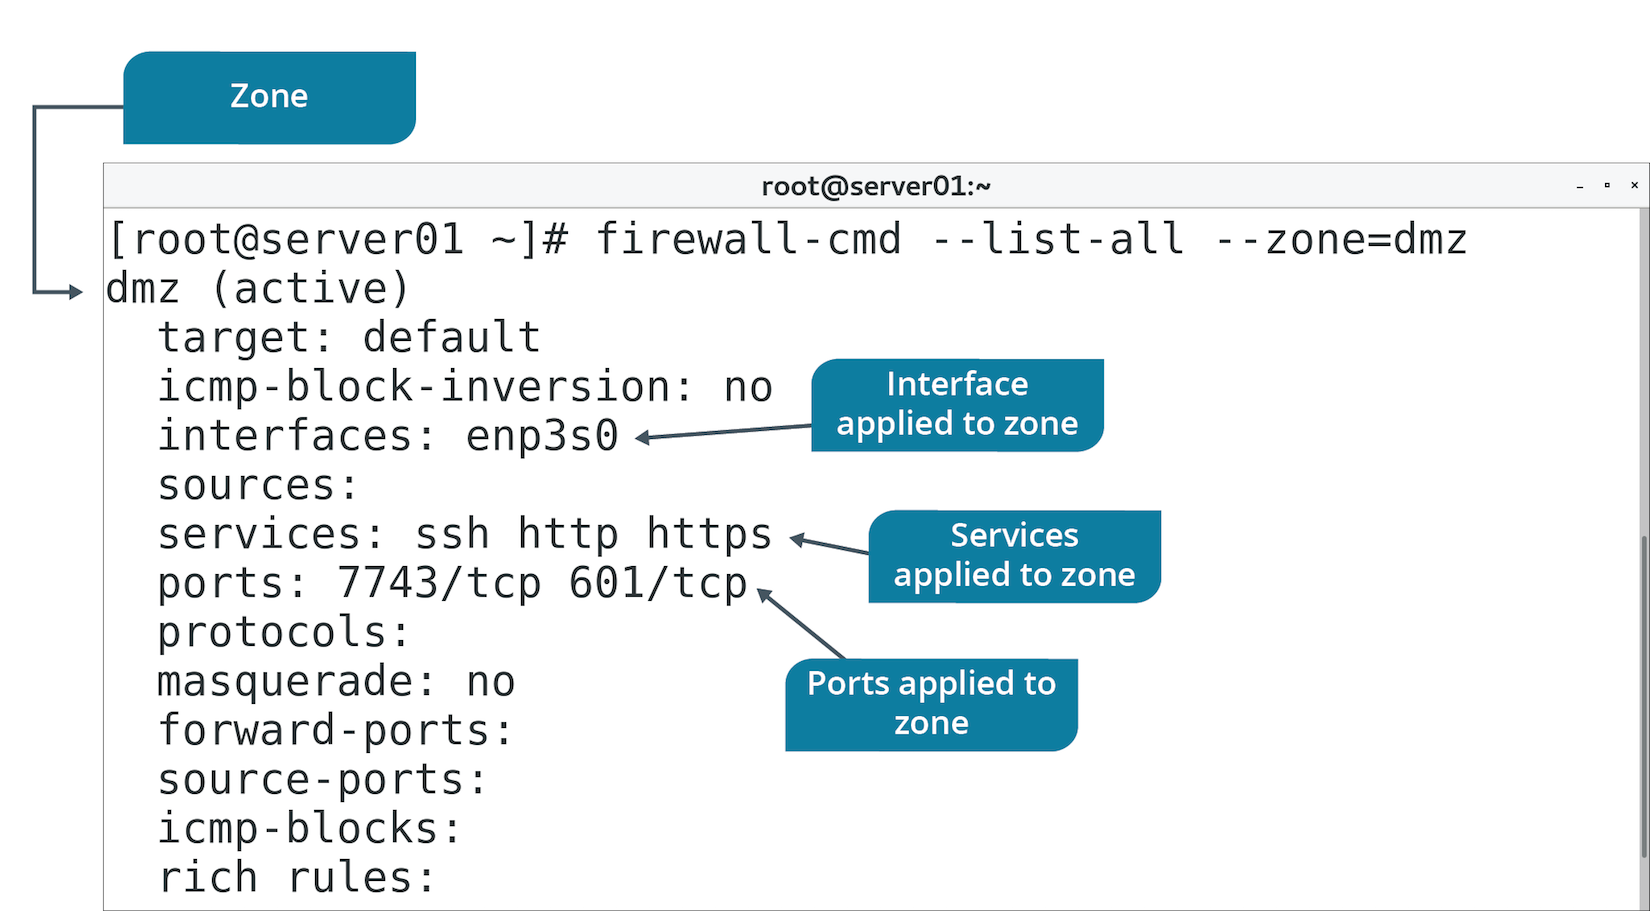 Zone
root@server01:~
[root@server01 ~]# firewall-cmd --list-all --zone=dmz
dmz (active)
target: default
icmp-block-inversion: no
Interface
applied to zone
interfaces: enp3s0
sources:
services: ssh http https
Services
applied to zone
ports: 7743/tcp 601/tcp
protocols:
masquerade: no
Ports applied to
zone
forward-ports:
source-ports:
icmp-blocks:
rich rules: